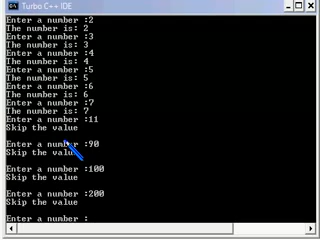 Turbo C++ IDE
Enter a number :2
The number is: 2
Enter a number :3
The number is: 3
Enter a number :4
The number is: 4
Enter a number :5
The number is: 5
Enter a number :6
The number is: 6
Enter a number :7
The number is: 7
Enter a number :11
Skip the value
Enter a number :90
Skip the value
Enter a number :100
Skip the value
Enter a number :200
Skip the value
Enter a number :